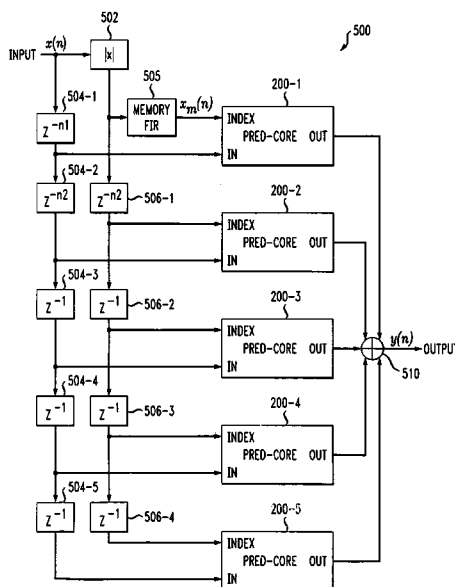 502
500
INPUT x(n) |x|
505
504-1 x_m(n) 200-1
MEMORY FIR
INDEX
PRED-CORE OUT
IN
z^-n1
504-2
z^-n2 z^-n2 506-1
200-2
INDEX
PRED-CORE OUT
IN
504-3
z^-1 z^-1 506-2
200-3
INDEX
PRED-CORE OUT
IN
y(n)
OUTPUT
510
504-4
z^-1 z^-1 506-3
200-4
INDEX
PRED-CORE OUT
IN
504-5
z^-1 z^-1 506-4
200-5
INDEX
PRED-CORE OUT
IN